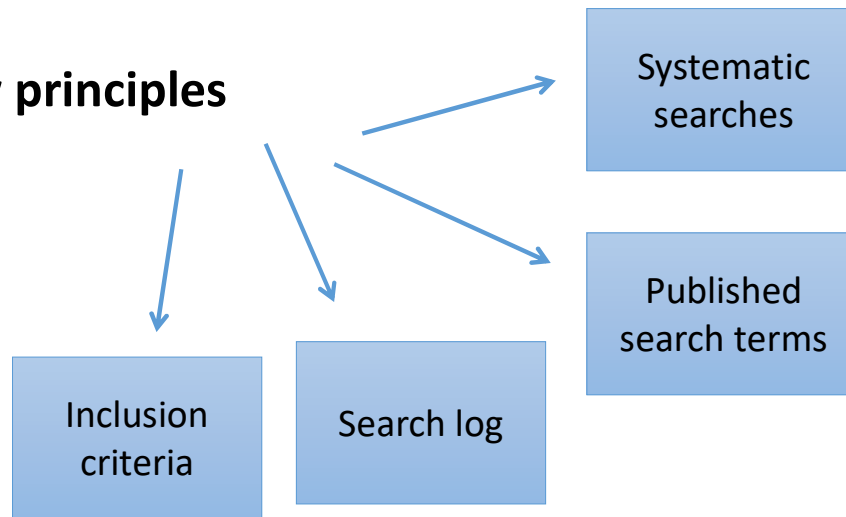 principles
Systematic
searches
Published
search terms
Inclusion
criteria
Search log